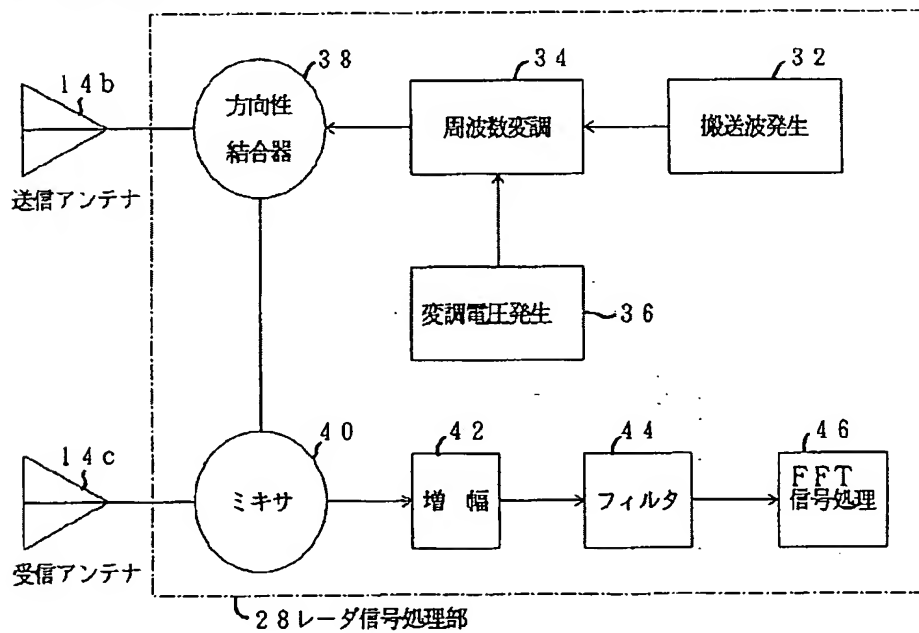 38
34
32
14b
方向性
結合器
周波数変調
搬送波発生
送信アンテナ
変調電圧発生
36
40
42
44
46
14c
ミキサ
増 幅
フィルタ
FFT
信号処理
受信アンテナ
28レーダ信号処理部